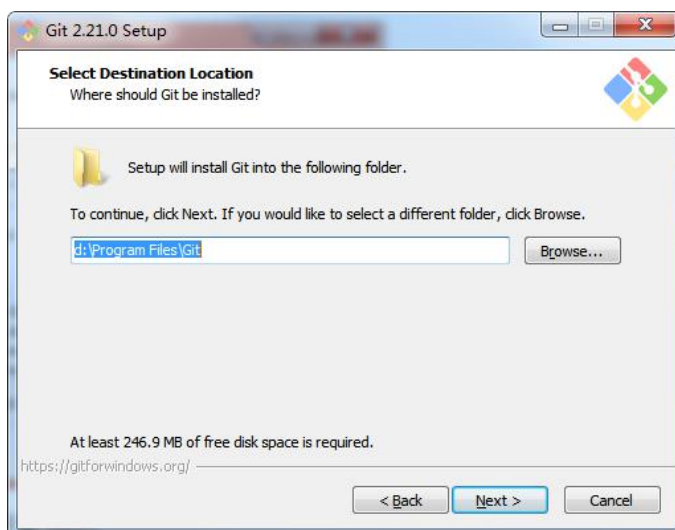 Git 2.21.0 Setup
Select Destination Location
Where should Git be installed?
Setup will install Git into the following folder.
To continue, click Next. If you would like to select a different folder, click Browse.
d:\Program Files\Git
Browse...
At least 246.9 MB of free disk space is required.
https://gitforwindows.org/
< Back
Next >
Cancel